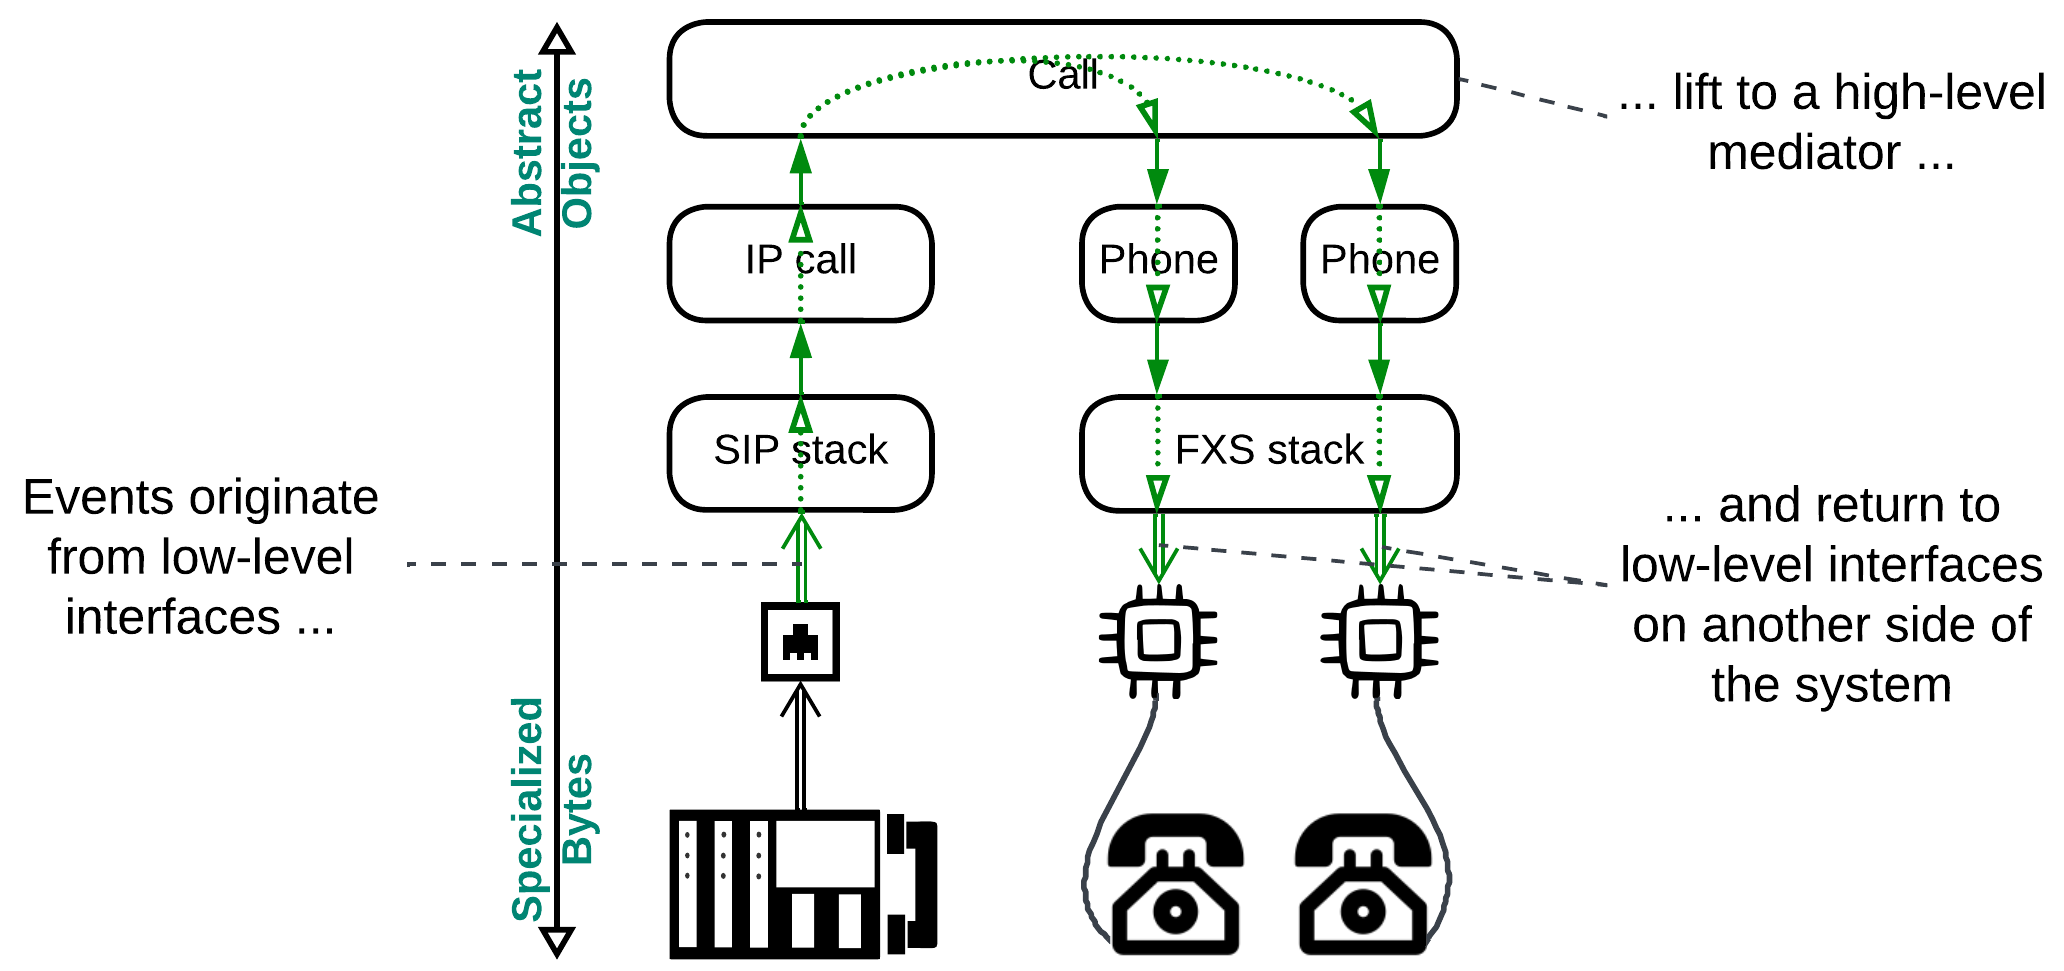 Call
... lift to a high-level
mediator ...
Abstract
Objects
IP call
Phone
Phone
SIP stack
FXS stack
Events originate
from low-level
interfaces ...
... and return to
low-level interfaces
on another side of
the system
Specialized
Bytes